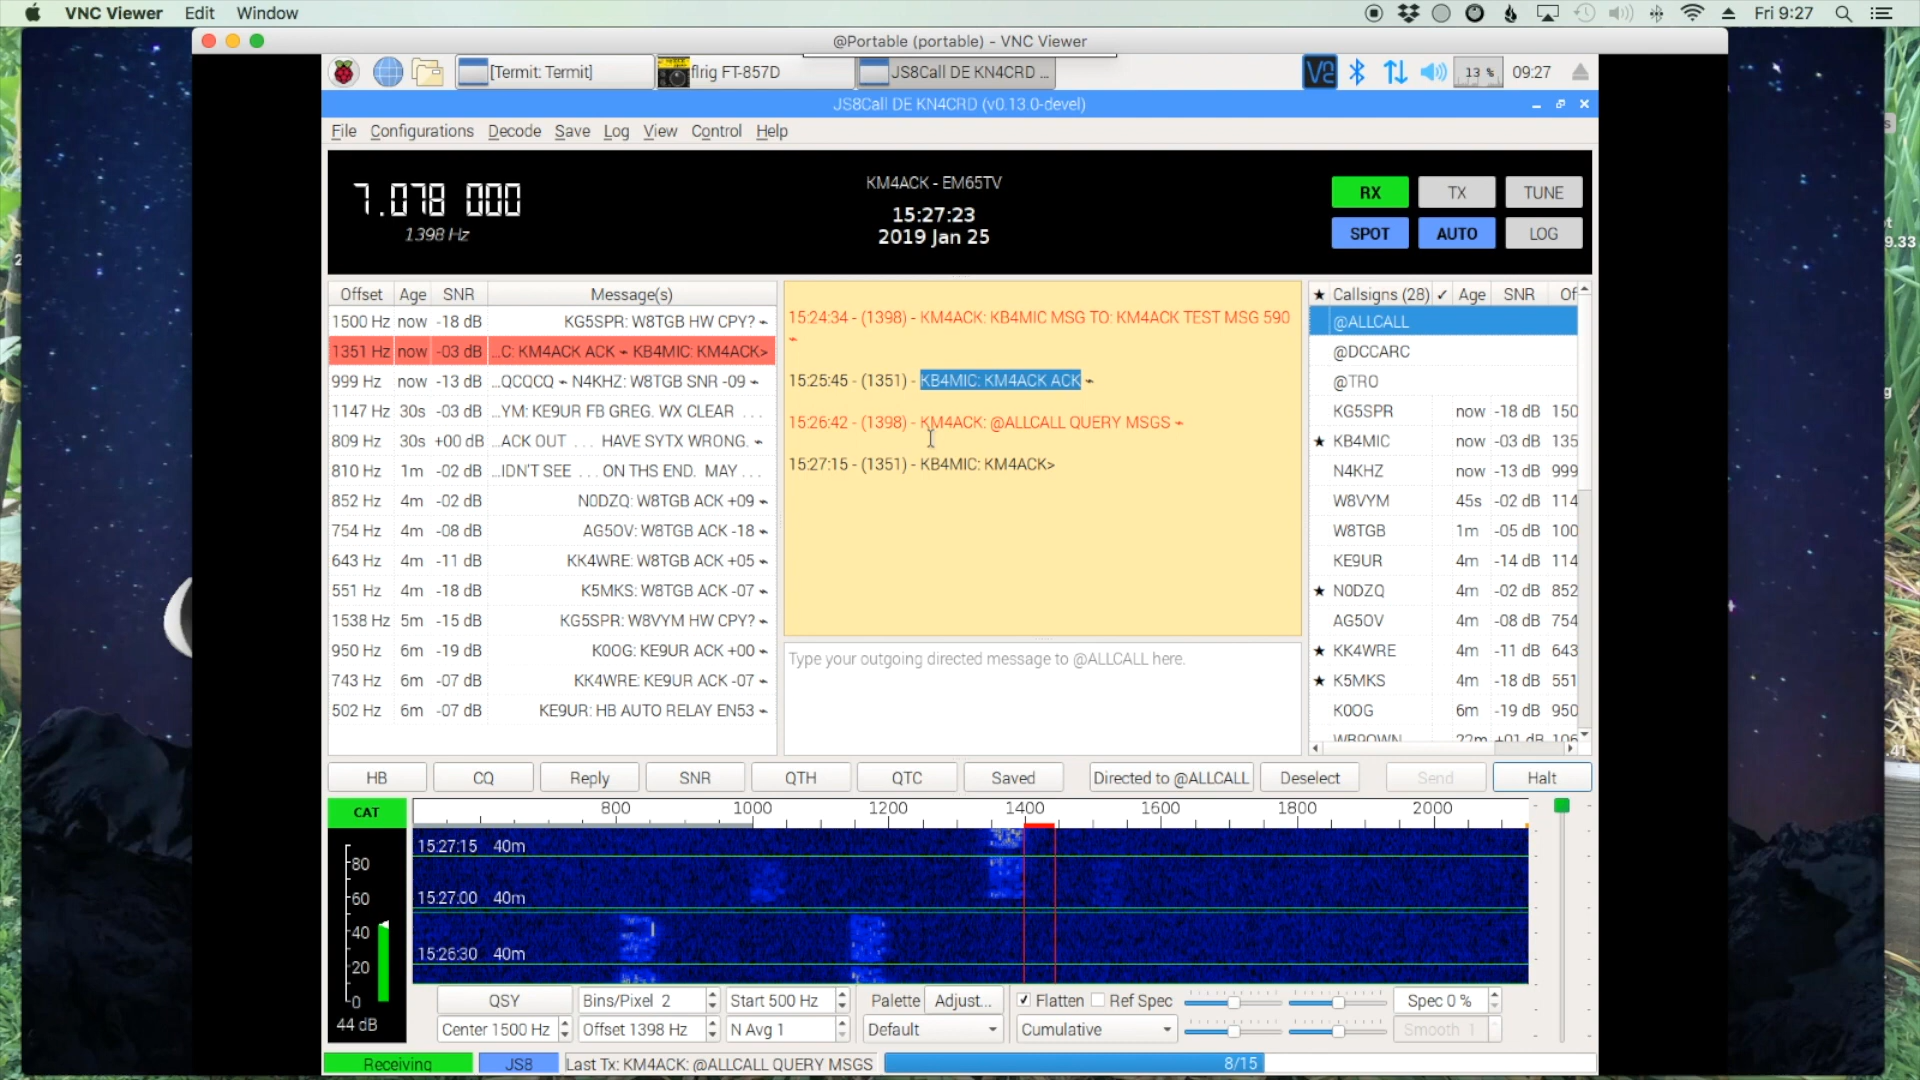 VNC Viewer Edit Window Fri 9:27
@Portable (portable) - VNC Viewer
[Termit: Termit] flrig FT-857D JS8Call DE KN4CRD ... 13 % 09:27
JS8Call DE KN4CRD (v0.13.0-devel)
File Configurations Decode Save Log View Control Help
7.078 000
1398 Hz
KM4ACK - EM65TV
15:27:23
2019 Jan 25
RX TX TUNE
SPOT AUTO LOG
Offset Age SNR Message(s)
1500 Hz now -18 dB KG5SPR: W8TGB HW CPY?
1351 Hz now -03 dB ...C: KM4ACK ACK KB4MIC: KM4ACK>
999 Hz now -13 dB ...QCQCQ N4KHZ: W8TGB SNR -09
1147 Hz 30s -03 dB ...YM: KE9UR FB GREG. WX CLEAR ...
809 Hz 30s +00 dB ...ACK OUT ... HAVE SYTX WRONG.
810 Hz 1m -02 dB ...IDN'T SEE ... ON THS END. MAY ...
852 Hz 4m -02 dB N0DZQ: W8TGB ACK +09
754 Hz 4m -08 dB AG5OV: W8TGB ACK -18
643 Hz 4m -11 dB KK4WRE: W8TGB ACK +05
551 Hz 4m -18 dB K5MKS: W8TGB ACK -07
1538 Hz 5m -15 dB KG5SPR: W8VYM HW CPY?
950 Hz 6m -19 dB K0OG: KE9UR ACK +00
743 Hz 6m -07 dB KK4WRE: KE9UR ACK -07
502 Hz 6m -07 dB KE9UR: HB AUTO RELAY EN53
15:24:34 - (1398) - KM4ACK: KB4MIC MSG TO: KM4ACK TEST MSG 590
15:25:45 - (1351) - KB4MIC: KM4ACK ACK
15:26:42 - (1398) - KM4ACK: @ALLCALL QUERY MSGS
15:27:15 - (1351) - KB4MIC: KM4ACK>
Type your outgoing directed message to @ALLCALL here.
★ Callsigns (28) ✓ Age SNR Of
@ALLCALL
@DCCARC
@TRO
KG5SPR now -18 dB 150
★ KB4MIC now -03 dB 135
N4KHZ now -13 dB 999
W8VYM 45s -02 dB 114
W8TGB 1m -05 dB 100
KE9UR 4m -14 dB 114
★ N0DZQ 4m -02 dB 852
AG5OV 4m -08 dB 754
★ KK4WRE 4m -11 dB 643
★ K5MKS 4m -18 dB 551
K0OG 6m -19 dB 950
22m +01 dB 106
HB CQ Reply SNR QTH QTC Saved Directed to @ALLCALL Deselect Send Halt
CAT
800 1000 1200 1400 1600 1800 2000
15:27:15 40m
15:27:00 40m
15:26:30 40m
80
60
40
20
0
44 dB
QSY Bins/Pixel 2 Start 500 Hz Palette Adjust... Flatten Ref Spec Spec 0 %
Center 1500 Hz Offset 1398 Hz N Avg 1 Default Cumulative Smooth 1
Receiving JS8 Last Tx: KM4ACK: @ALLCALL QUERY MSGS 8/15
9.33
.41